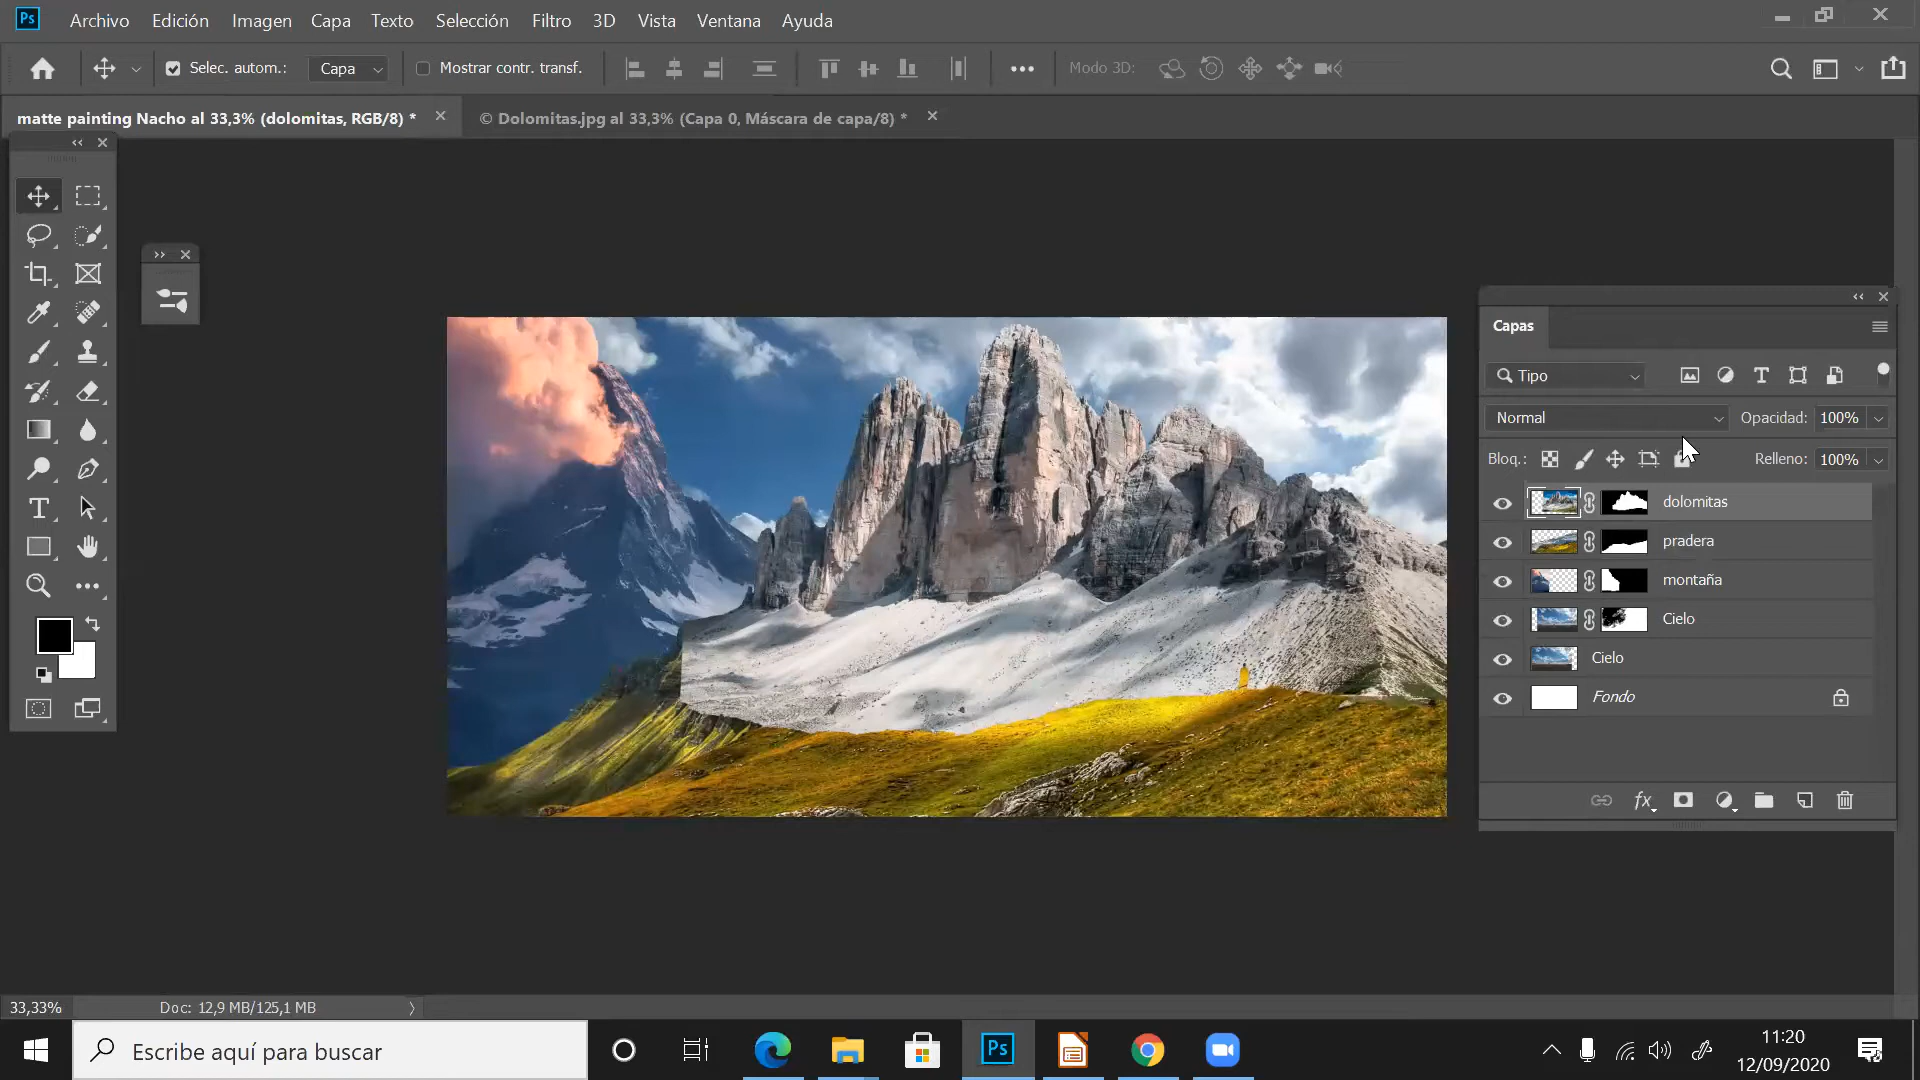 Ps Archivo Edición Imagen Capa Texto Selección Filtro 3D Vista Ventana Ayuda
Selec. autom.: Capa Mostrar contr. transf. Modo 3D:
matte painting Nacho al 33,3% (dolomitas, RGB/8) * © Dolomitas.jpg al 33,3% (Capa 0, Máscara de capa/8) *
Capas
Tipo
Normal Opacidad: 100%
Bloq.: Relleno: 100%
dolomitas
pradera
montaña
Cielo
Cielo
Fondo
fx
33,33% Doc: 12,9 MB/125,1 MB
Escribe aquí para buscar Ps 11:20
12/09/2020